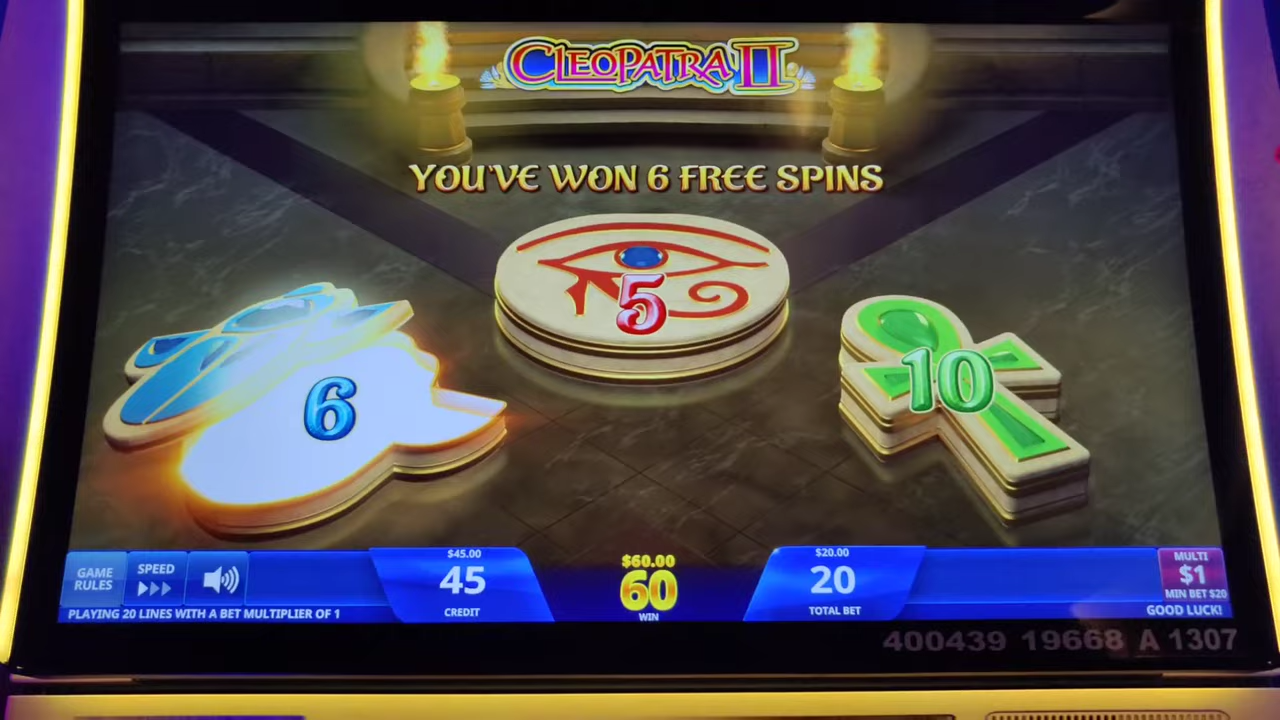 CLEOPATRA II
YOU'VE WON 6 FREE SPINS
5
6
10
GAME RULES
SPEED
$45.00
45
CREDIT
$60.00
60
WIN
$20.00
20
TOTAL BET
MULTI
$1
MIN BET $20
PLAYING 20 LINES WITH A BET MULTIPLIER OF 1
GOOD LUCK!
400439 19668 A 1307